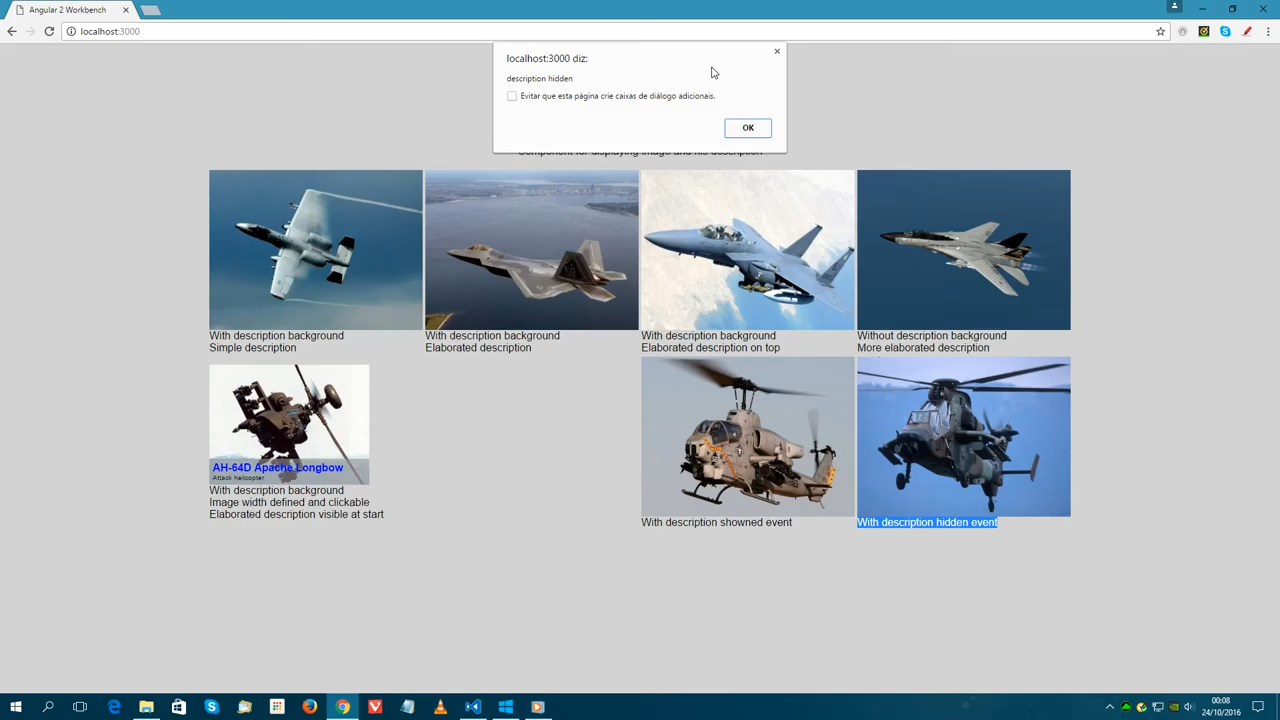 Angular 2 Workbench
localhost:3000
localhost:3000 diz:
description hidden
Evitar que esta página crie caixas de diálogo adicionais.
OK
Component for displaying image and his description
With description background
Simple description
With description background
Elaborated description
With description background
Elaborated description on top
Without description background
More elaborated description
AH-64D Apache Longbow
Attack helicopter
With description background
Image width defined and clickable
Elaborated description visible at start
With description showned event
With description hidden event
00:08
24/10/2016